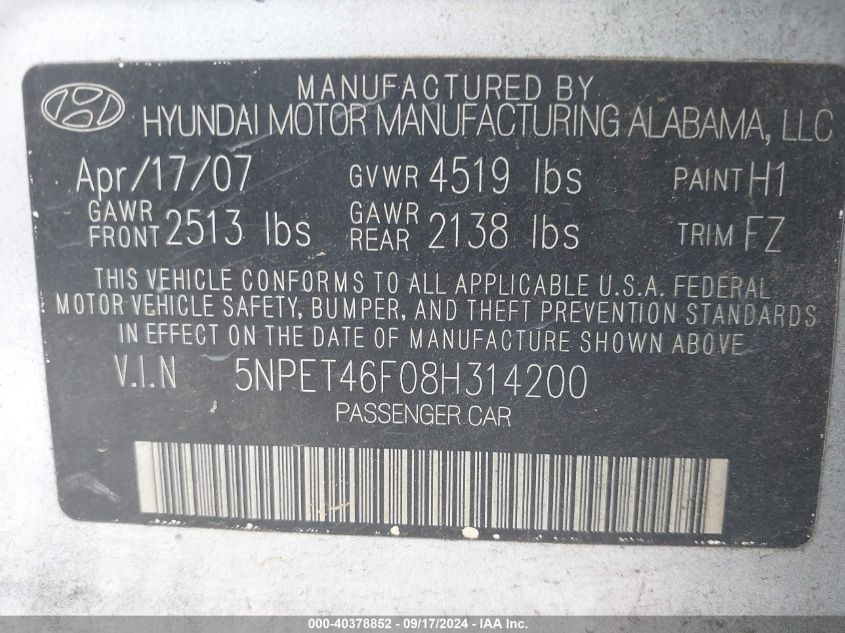 MANUFACTURED BY
HYUNDAI MOTOR MANUFACTURING ALABAMA, LLC
Apr/17/07 GVWR 4519 lbs PAINT H1
GAWR FRONT 2513 lbs GAWR REAR 2138 lbs TRIM FZ
THIS VEHICLE CONFORMS TO ALL APPLICABLE U.S.A. FEDERAL
MOTOR VEHICLE SAFETY, BUMPER, AND THEFT PREVENTION STANDARDS
IN EFFECT ON THE DATE OF MANUFACTURE SHOWN ABOVE.
V.I.N 5NPET46F08H314200
PASSENGER CAR
000-40378852 - 09/17/2024 - IAA Inc.